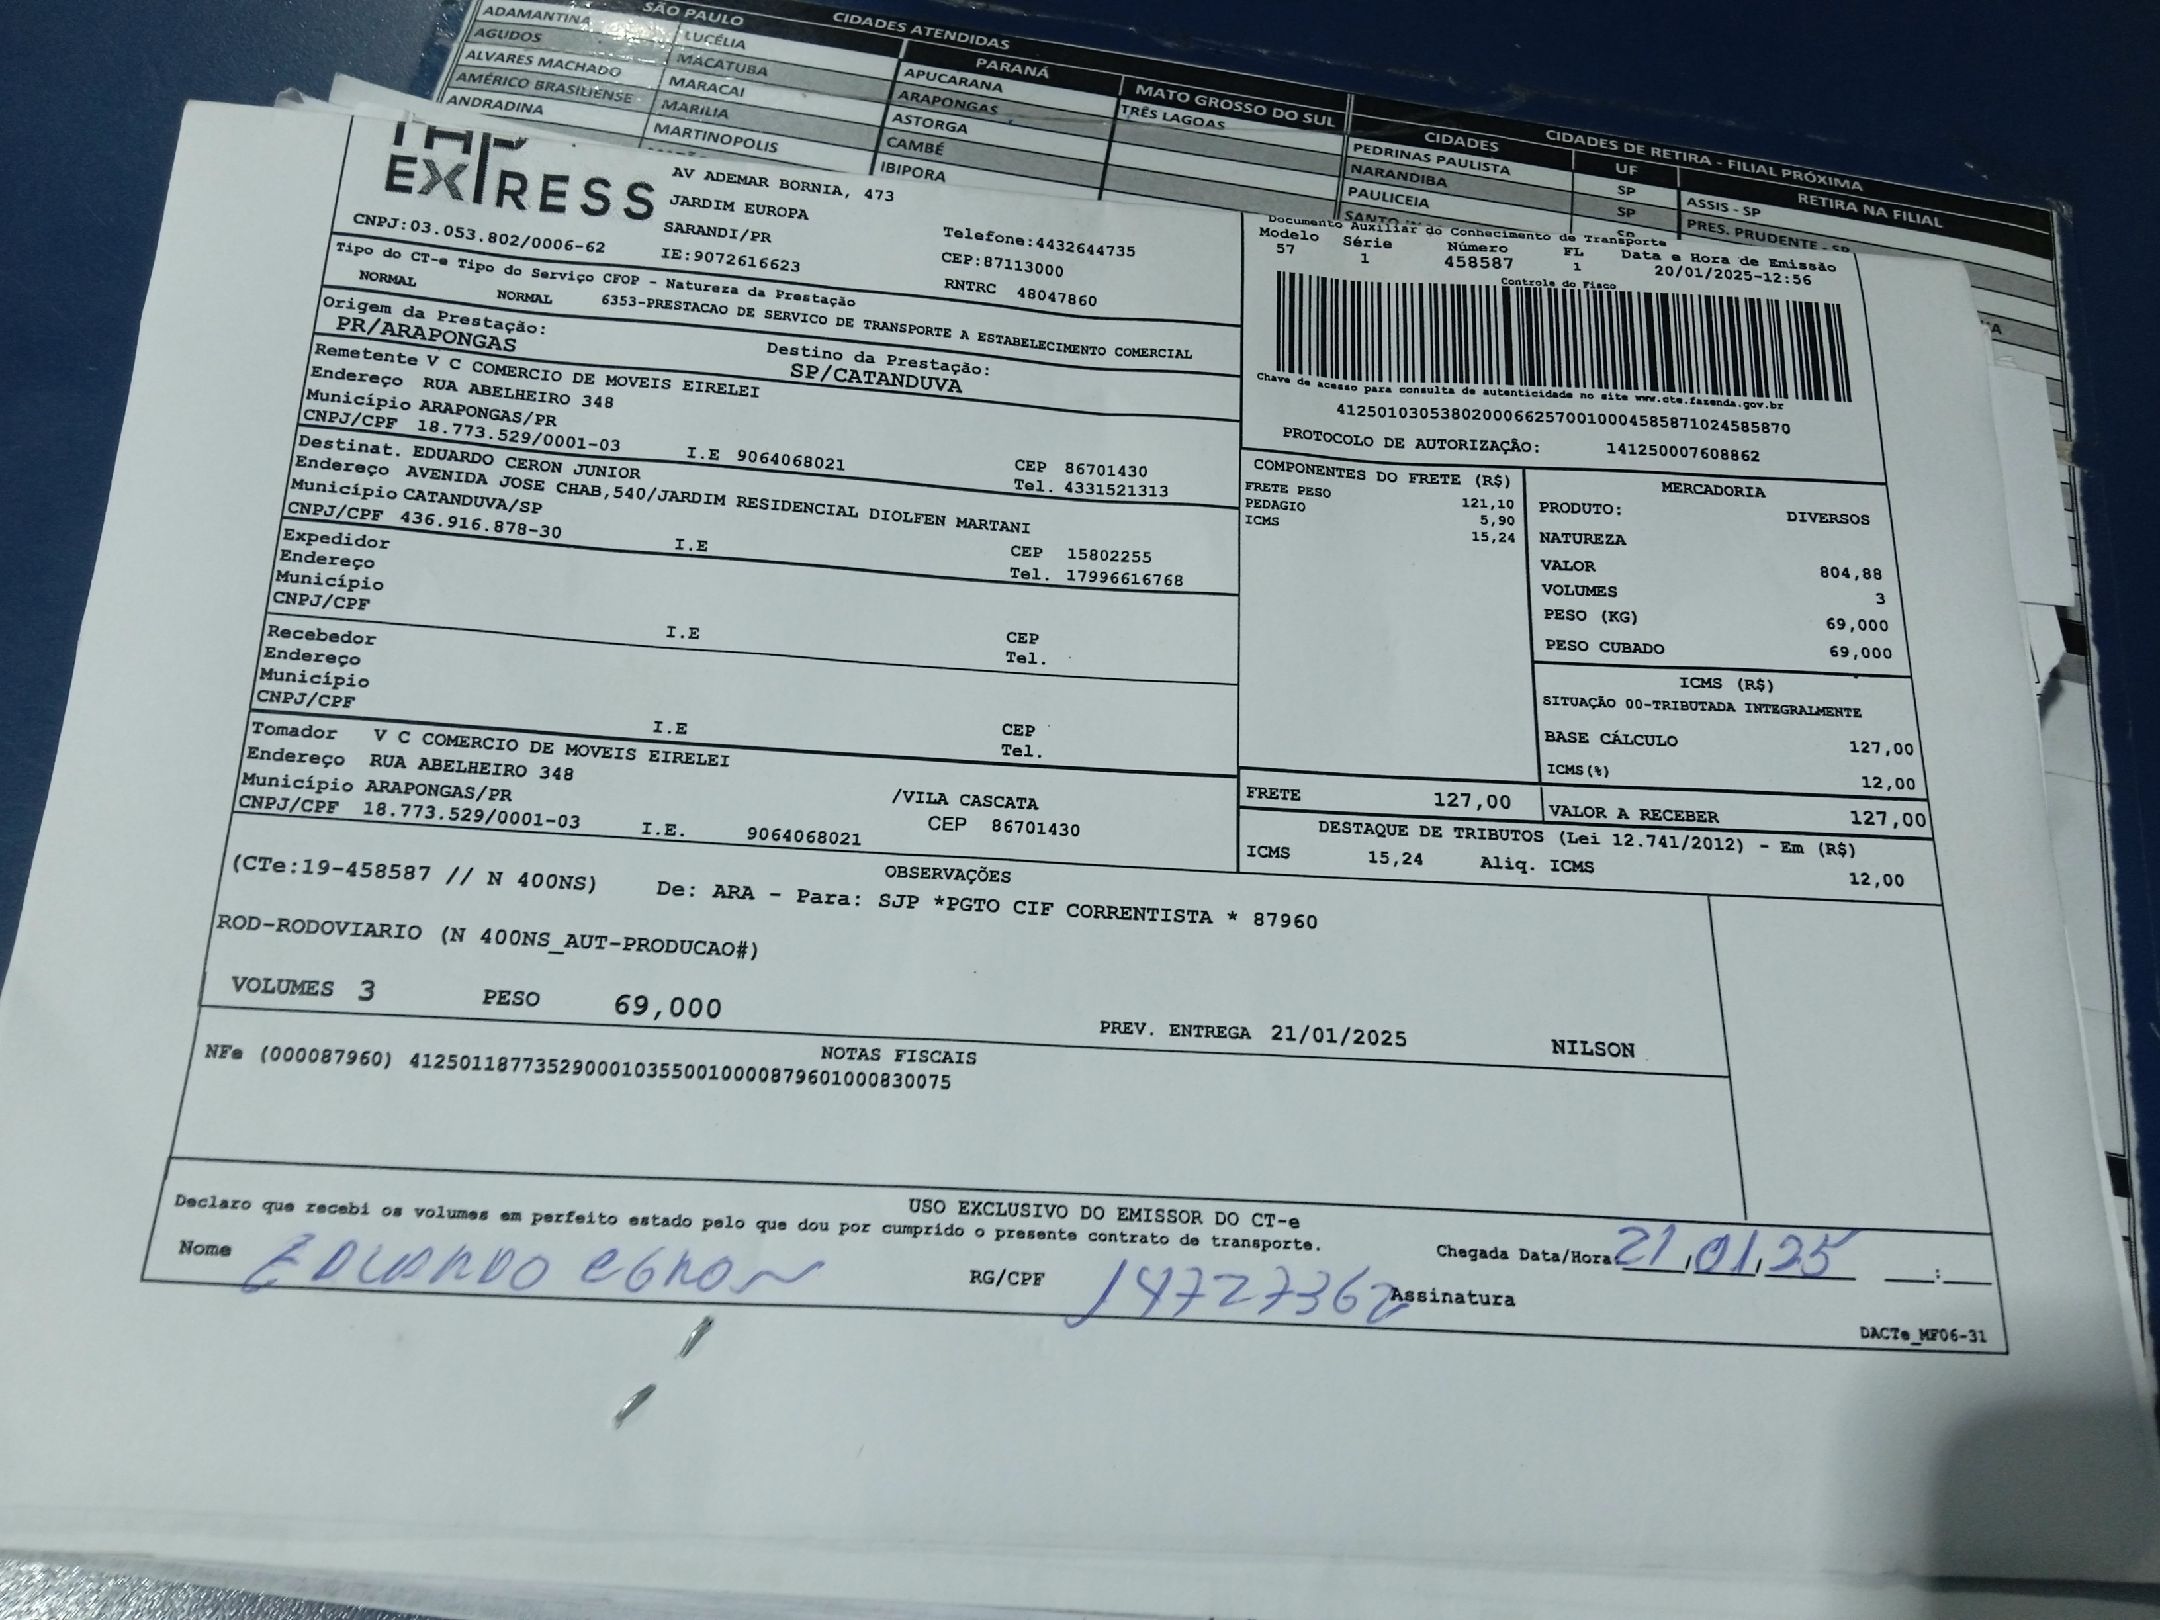 SÃO PAULO CIDADES ATENDIDAS
PARANÁ MATO GROSSO DO SUL CIDADES DE RETIRA - FILIAL PRÓXIMA
ADAMANTINA LUCÉLIA APUCARANA TRÊS LAGOAS CIDADES UF RETIRA NA FILIAL
AGUDOS MACATUBA ARAPONGAS PEDRINAS PAULISTA SP ASSIS - SP
ALVARES MACHADO MARACAI ASTORGA NARANDIBA SP PRES. PRUDENTE - SP
AMÉRICO BRASILIENSE MARILIA CAMBÉ PAULICEIA
ANDRADINA MARTINOPOLIS IBIPORA
EXPRESS
AV ADEMAR BORNIA, 473
JARDIM EUROPA
SARANDI/PR Telefone:4432644735
CNPJ:03.053.802/0006-62 IE:9072616623 CEP:87113000
RNTRC 48047860
Tipo do CT-e Tipo do Serviço CFOP - Natureza da Prestação
NORMAL NORMAL 6353-PRESTACAO DE SERVICO DE TRANSPORTE A ESTABELECIMENTO COMERCIAL
Origem da Prestação: Destino da Prestação:
PR/ARAPONGAS SP/CATANDUVA
Remetente V C COMERCIO DE MOVEIS EIRELEI
Endereço RUA ABELHEIRO 348
Município ARAPONGAS/PR CEP 86701430
CNPJ/CPF 18.773.529/0001-03 I.E 9064068021 Tel. 4331521313
Destinat. EDUARDO CERON JUNIOR
Endereço AVENIDA JOSE CHAB,540/JARDIM RESIDENCIAL DIOLFEN MARTANI
Município CATANDUVA/SP CEP 15802255
CNPJ/CPF 436.916.878-30 I.E Tel. 17996616768
Expedidor
Endereço
Município CEP
CNPJ/CPF I.E Tel.
Recebedor
Endereço
Município CEP
CNPJ/CPF I.E Tel.
Tomador V C COMERCIO DE MOVEIS EIRELEI
Endereço RUA ABELHEIRO 348 /VILA CASCATA
Município ARAPONGAS/PR CEP 86701430
CNPJ/CPF 18.773.529/0001-03 I.E. 9064068021
Documento Auxiliar do Conhecimento de Transporte
Modelo Série Número FL Data e Hora de Emissão
57 1 458587 1 20/01/2025-12:56
Controle do Fisco
Chave de acesso para consulta de autenticidade no site www.cte.fazenda.gov.br
41250103053802000662570010004585871024585870
PROTOCOLO DE AUTORIZAÇÃO: 141250007608862
COMPONENTES DO FRETE (R$)
FRETE PESO 121,10
PEDAGIO 5,90
ICMS 15,24
MERCADORIA
PRODUTO: DIVERSOS
NATUREZA
VALOR 804,88
VOLUMES 3
PESO (KG) 69,000
PESO CUBADO 69,000
ICMS (R$)
SITUAÇÃO 00-TRIBUTADA INTEGRALMENTE
BASE CÁLCULO 127,00
ICMS(%) 12,00
FRETE 127,00 VALOR A RECEBER 127,00
DESTAQUE DE TRIBUTOS (Lei 12.741/2012) - Em (R$)
ICMS 15,24 Aliq. ICMS 12,00
OBSERVAÇÕES
(CTe:19-458587 // N 400NS) De: ARA - Para: SJP *PGTO CIF CORRENTISTA * 87960
ROD-RODOVIARIO (N 400NS_AUT-PRODUCAO#)
VOLUMES 3 PESO 69,000 PREV. ENTREGA 21/01/2025 NILSON
NOTAS FISCAIS
NFe (000087960) 41250118773529000103550010000879601000830075
USO EXCLUSIVO DO EMISSOR DO CT-e
Declaro que recebi os volumes em perfeito estado pelo que dou por cumprido o presente contrato de transporte.
Chegada Data/Hora 21/01/25 :
Nome EDUARDO CERON RG/CPF 14727362 Assinatura
DACTe_MF06-31